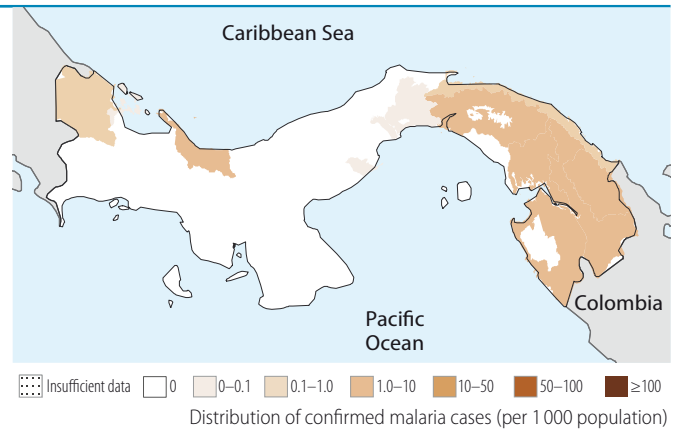 Caribbean Sea
Pacific
Ocean
Colombia
Insufficient data 0 0–0.1 0.1–1.0 1.0–10 10–50 50–100 ≥100
Distribution of confirmed malaria cases (per 1 000 population)